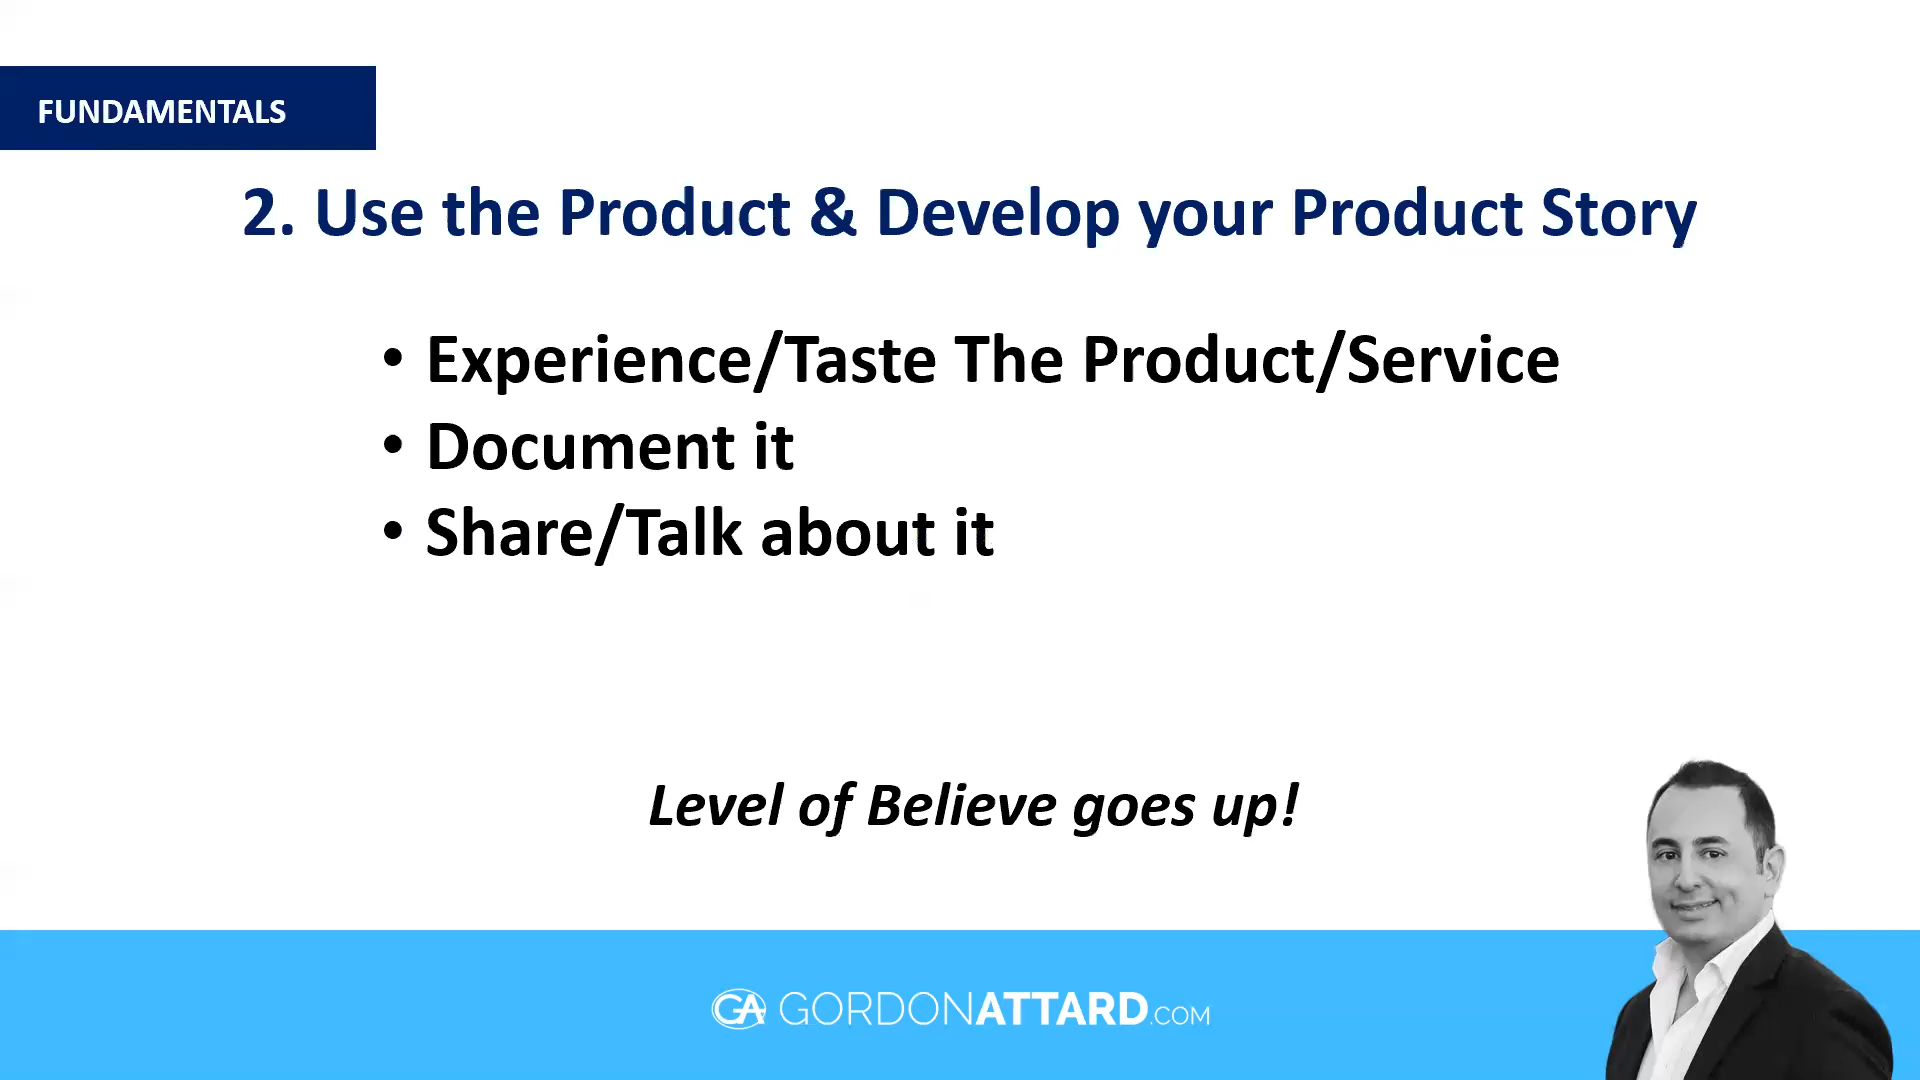 FUNDAMENTALS
2. Use the Product & Develop your Product Story
• Experience/Taste The Product/Service
• Document it
• Share/Talk about it
Level of Believe goes up!
GA GORDONATTARD.COM